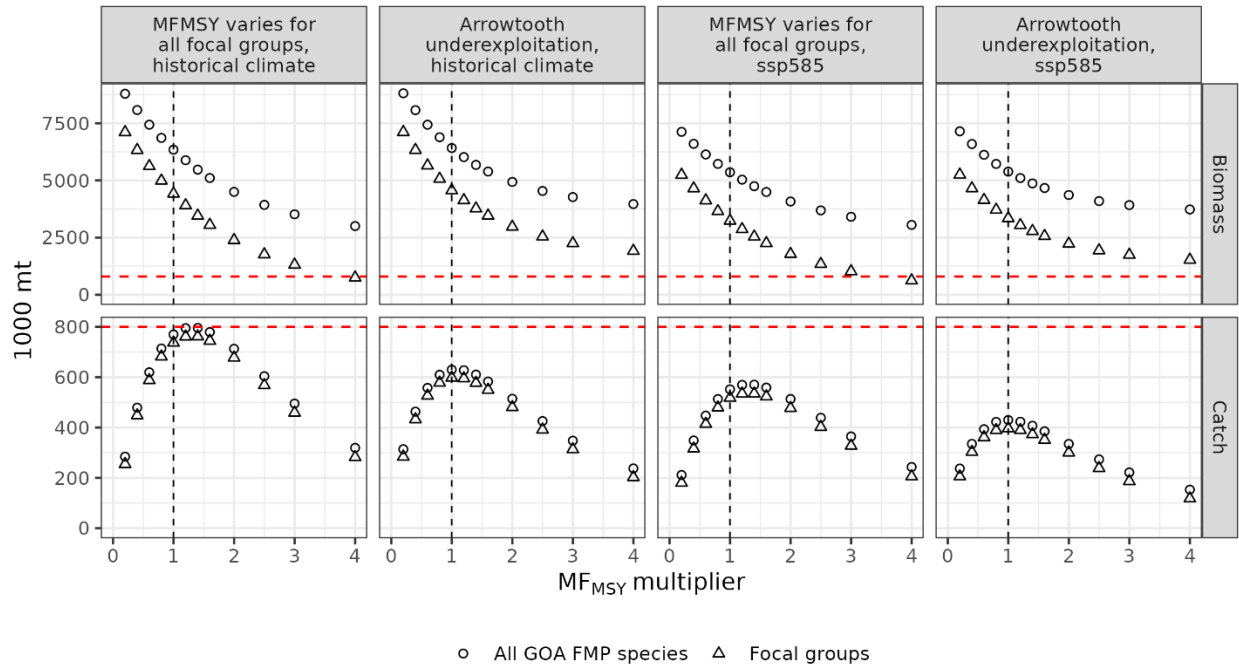 MFMSY varies for
all focal groups,
historical climate
Arrowtooth
underexploitation,
historical climate
MFMSY varies for
all focal groups,
ssp585
Arrowtooth
underexploitation,
ssp585
1000 mt
7500
5000
2500
0
Biomass
800
600
400
200
0
Catch
0 1 2 3 4 0 1 2 3 4 0 1 2 3 4 0 1 2 3 4
MFMSY multiplier
All GOA FMP species Focal groups